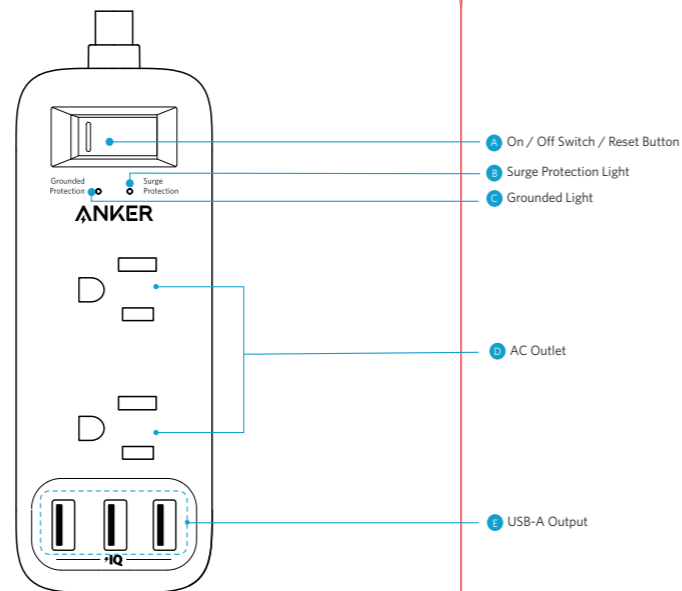 A On / Off Switch / Reset Button
B Surge Protection Light
Grounded
Protection
Surge
Protection
C Grounded Light
ANKER
D AC Outlet
E USB-A Output
IQ